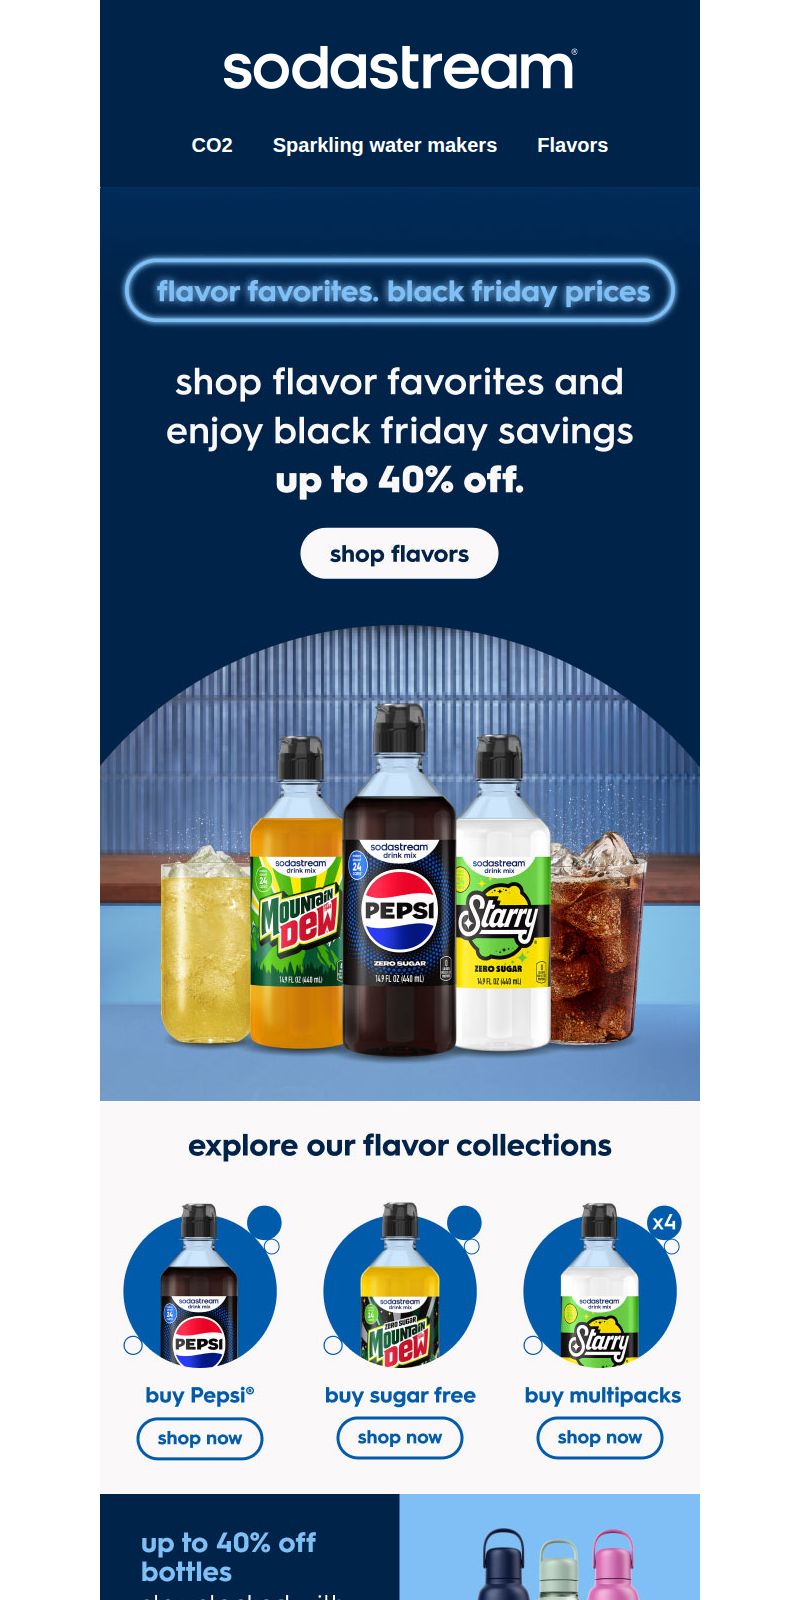 sodastream®
CO2 Sparkling water makers Flavors
flavor favorites. black friday prices
shop flavor favorites and
enjoy black friday savings
up to 40% off.
shop flavors
sodastream
drink mix
24
MOUNTAIN
DEW
14.9 FL OZ (440 mL)
sodastream
drink mix
24
PEPSI
ZERO SUGAR
14.9 FL OZ (440 mL)
sodastream
drink mix
Starry
ZERO SUGAR
14.9 FL OZ (440 mL)
explore our flavor collections
sodastream
drink mix
24
PEPSI
sodastream
drink mix
24
ZERO SUGAR
MOUNTAIN
DEW
x4
sodastream
drink mix
Starry
buy Pepsi® buy sugar free buy multipacks
shop now shop now shop now
up to 40% off
bottles